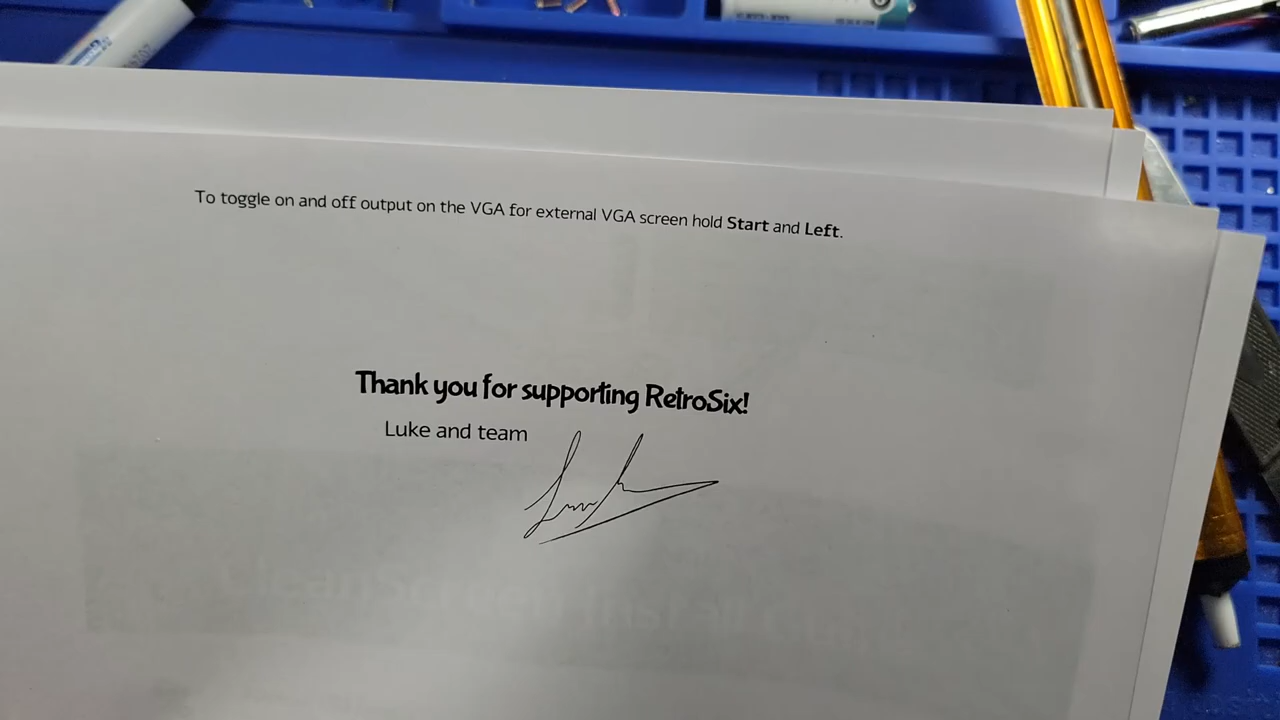 To toggle on and off output on the VGA for external VGA screen hold Start and Left.
Thank you for supporting RetroSix!
Luke and team